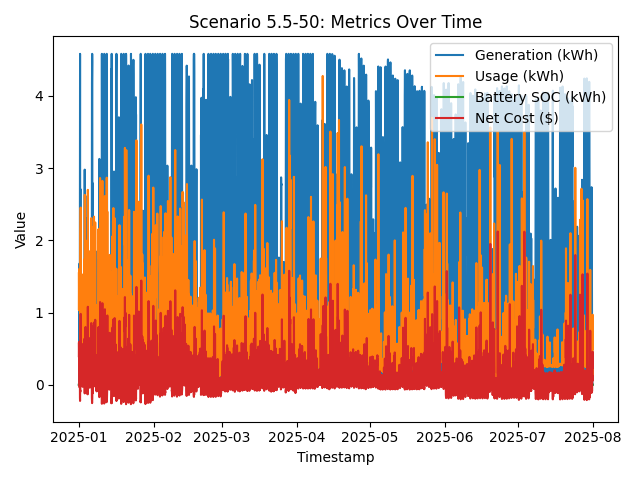 Scenario 5.5-50: Metrics Over Time
Generation (kWh)
Usage (kWh)
Battery SOC (kWh)
Net Cost ($)
Value
4
3
2
1
0
2025-01 2025-02 2025-03 2025-04 2025-05 2025-06 2025-07 2025-08
Timestamp